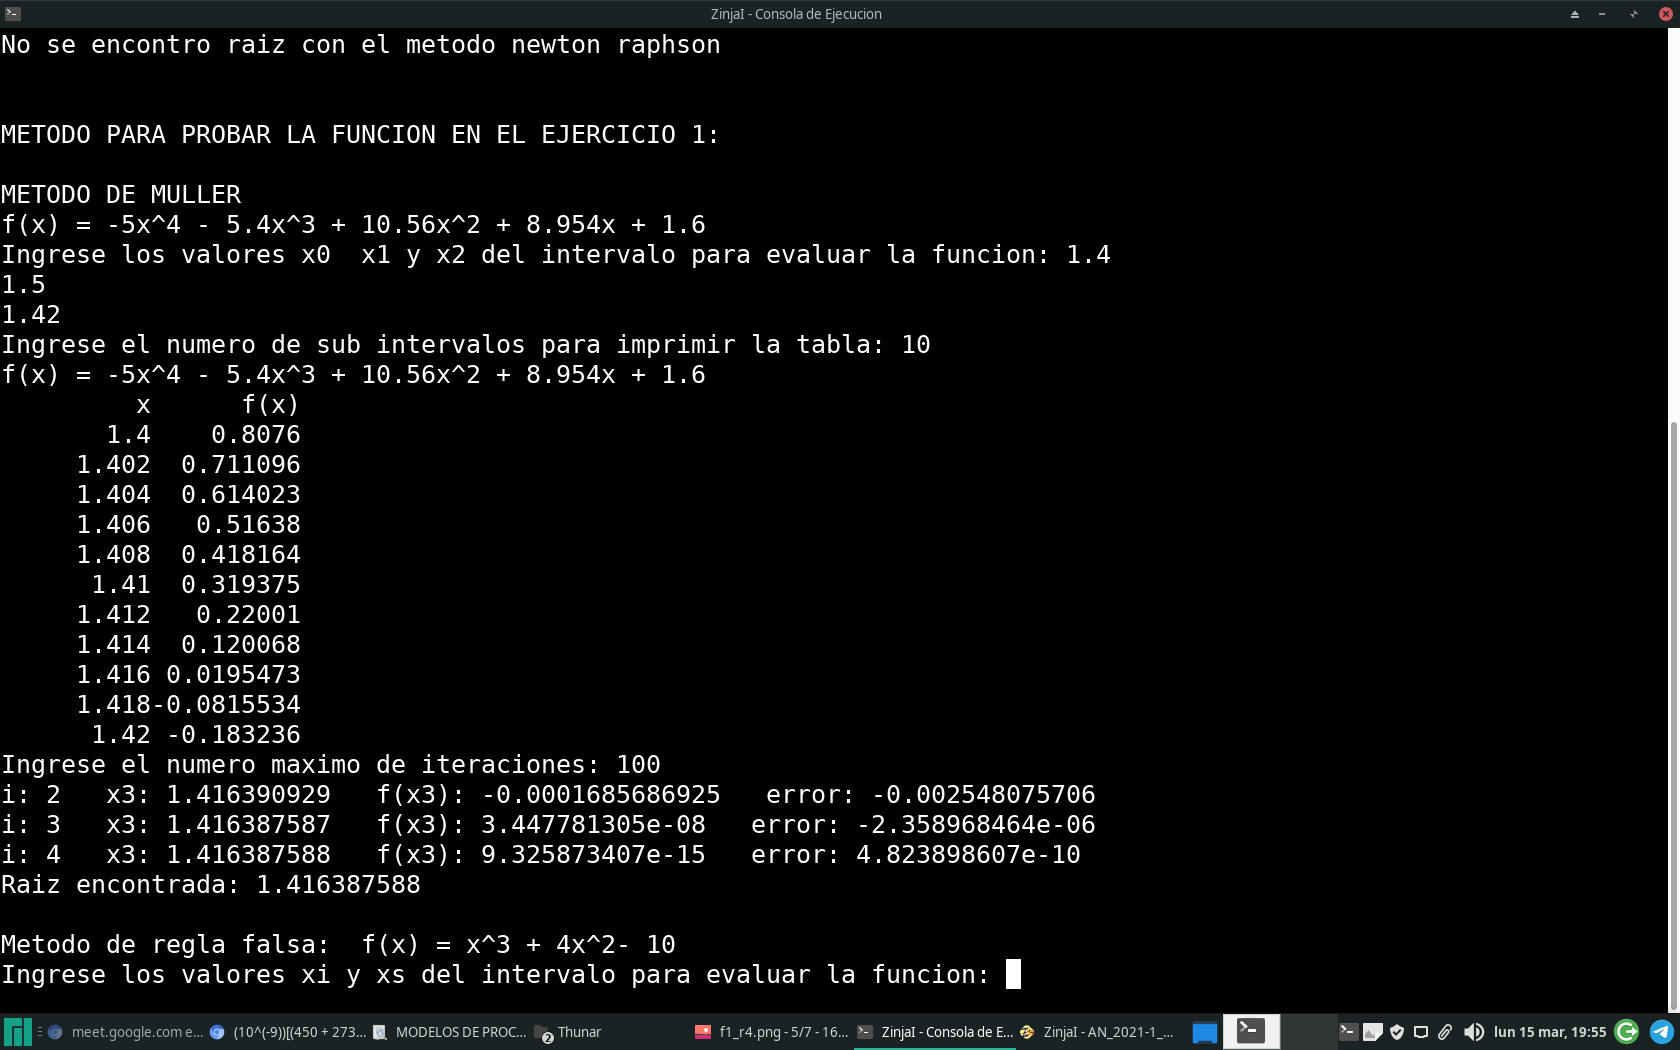 ZinjaI - Consola de Ejecucion
No se encontro raiz con el metodo newton raphson
METODO PARA PROBAR LA FUNCION EN EL EJERCICIO 1:
METODO DE MULLER
f(x) = -5x^4 - 5.4x^3 + 10.56x^2 + 8.954x + 1.6
Ingrese los valores x0  x1 y x2 del intervalo para evaluar la funcion: 1.4
1.5
1.42
Ingrese el numero de sub intervalos para imprimir la tabla: 10
f(x) = -5x^4 - 5.4x^3 + 10.56x^2 + 8.954x + 1.6
x f(x)
1.4 0.8076
1.402 0.711096
1.404 0.614023
1.406 0.51638
1.408 0.418164
1.41 0.319375
1.412 0.22001
1.414 0.120068
1.416 0.0195473
1.418-0.0815534
1.42 -0.183236
Ingrese el numero maximo de iteraciones: 100
i: 2   x3: 1.416390929   f(x3): -0.0001685686925   error: -0.002548075706
i: 3   x3: 1.416387587   f(x3): 3.447781305e-08   error: -2.358968464e-06
i: 4   x3: 1.416387588   f(x3): 9.325873407e-15   error: 4.823898607e-10
Raiz encontrada: 1.416387588
Metodo de regla falsa:  f(x) = x^3 + 4x^2- 10
Ingrese los valores xi y xs del intervalo para evaluar la funcion:
meet.google.com e... (10^(-9))[(450 + 273... MODELOS DE PROC... 2 Thunar f1_r4.png - 5/7 - 16... ZinjaI - Consola de E... ZinjaI - AN_2021-1_... lun 15 mar, 19:55